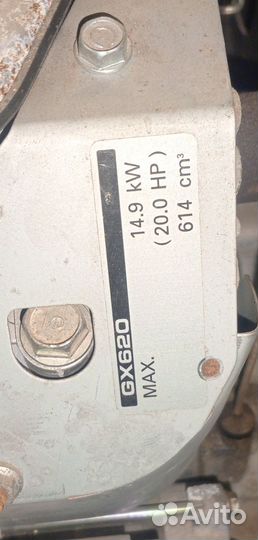 GX620
MAX. 14.9 kW
(20.0 HP)
614 cm³
Avito